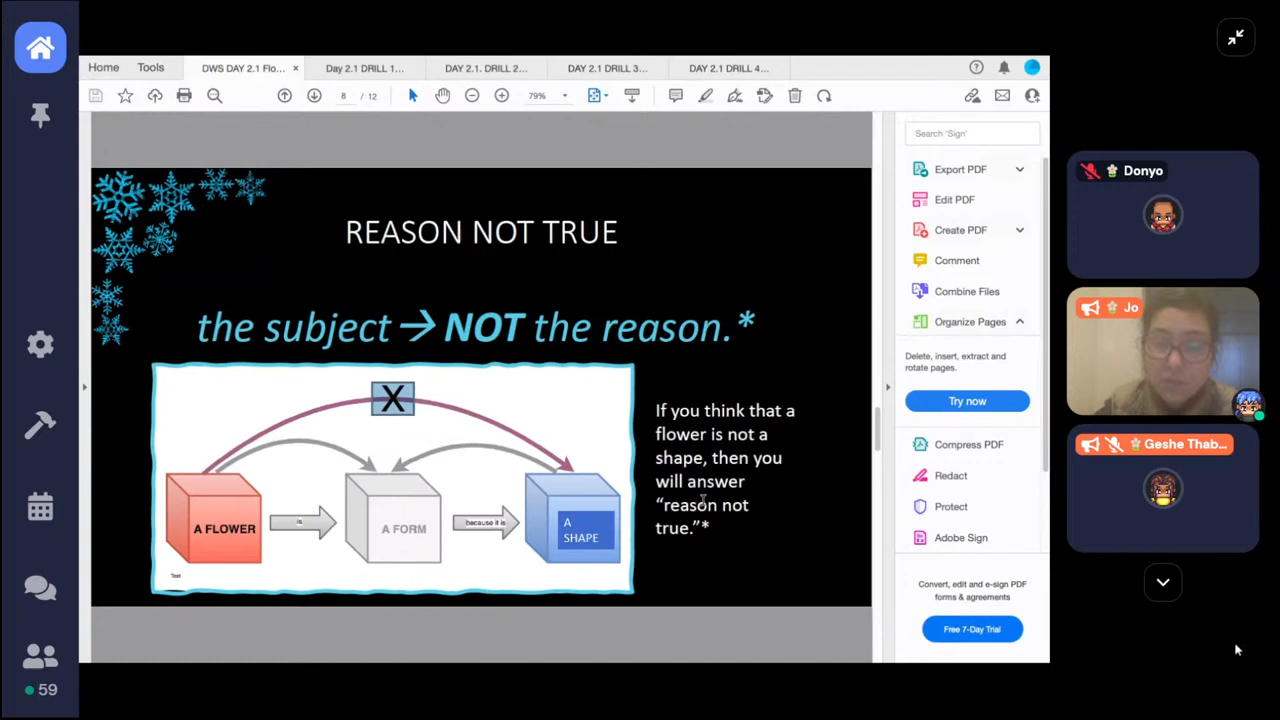 Home
Tools
DWS DAY 2.1 Flo...
×
Day 2.1 DRILL 1...
DAY 2.1. DRILL 2...
DAY 2.1 DRILL 3...
DAY 2.1 DRILL 4...
8 / 12
79%
REASON NOT TRUE
the subject → NOT the reason.*
X
A FLOWER
is
A FORM
because it is
A
SHAPE
Text
If you think that a
flower is not a
shape, then you
will answer
“reason not
true.”*
Search 'Sign'
Export PDF
Edit PDF
Create PDF
Comment
Combine Files
Organize Pages
Delete, insert, extract and
rotate pages.
Try now
Compress PDF
Redact
Protect
Adobe Sign
Convert, edit and e-sign PDF
forms & agreements
Free 7-Day Trial
Donyo
Jo
Geshe Thab...
59